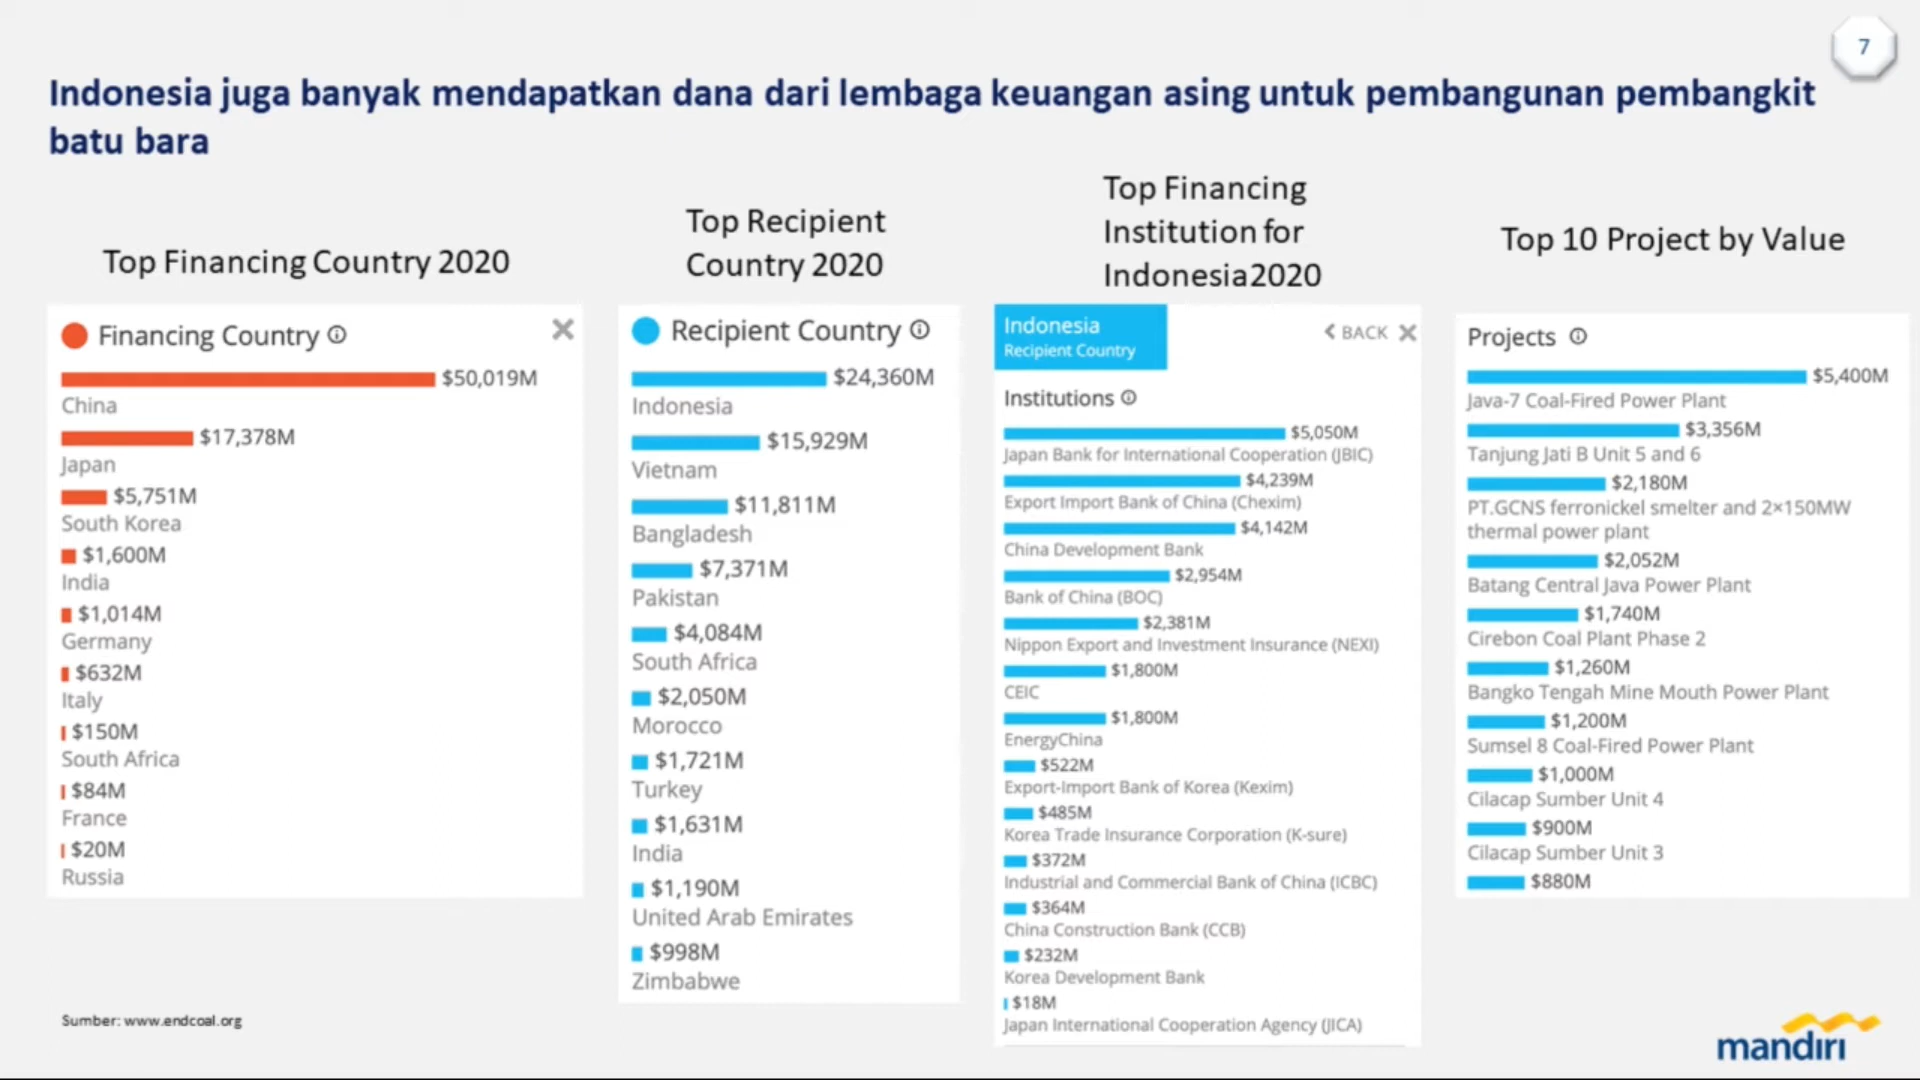 7
Indonesia juga banyak mendapatkan dana dari lembaga keuangan asing untuk pembangunan pembangkit
batu bara
Top Financing Country 2020
Financing Country
$50,019M
China
$17,378M
Japan
$5,751M
South Korea
$1,600M
India
$1,014M
Germany
$632M
Italy
$150M
South Africa
$84M
France
$20M
Russia
Top Recipient
Country 2020
Recipient Country
$24,360M
Indonesia
$15,929M
Vietnam
$11,811M
Bangladesh
$7,371M
Pakistan
$4,084M
South Africa
$2,050M
Morocco
$1,721M
Turkey
$1,631M
India
$1,190M
United Arab Emirates
$998M
Zimbabwe
Top Financing
Institution for
Indonesia2020
Indonesia
Recipient Country
BACK
Institutions
$5,050M
Japan Bank for International Cooperation (JBIC)
$4,239M
Export Import Bank of China (Chexim)
$4,142M
China Development Bank
$2,954M
Bank of China (BOC)
$2,381M
Nippon Export and Investment Insurance (NEXI)
$1,800M
CEIC
$1,800M
EnergyChina
$522M
Export-Import Bank of Korea (Kexim)
$485M
Korea Trade Insurance Corporation (K-sure)
$372M
Industrial and Commercial Bank of China (ICBC)
$364M
China Construction Bank (CCB)
$232M
Korea Development Bank
$18M
Japan International Cooperation Agency (JICA)
Top 10 Project by Value
Projects
$5,400M
Java-7 Coal-Fired Power Plant
$3,356M
Tanjung Jati B Unit 5 and 6
$2,180M
PT.GCNS ferronickel smelter and 2×150MW
thermal power plant
$2,052M
Batang Central Java Power Plant
$1,740M
Cirebon Coal Plant Phase 2
$1,260M
Bangko Tengah Mine Mouth Power Plant
$1,200M
Sumsel 8 Coal-Fired Power Plant
$1,000M
Cilacap Sumber Unit 4
$900M
Cilacap Sumber Unit 3
$880M
Sumber: www.endcoal.org
mandiri